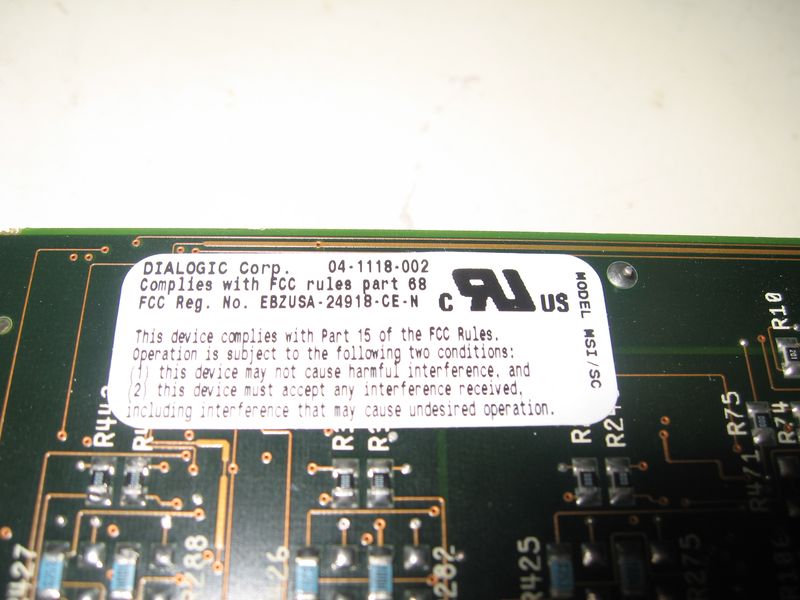 DIALOGIC Corp. 04-1118-002
Complies with FCC rules part 68
FCC Reg. No. EBZUSA-24918-CE-N
C RU US
MODEL MSI/SC
This device complies with Part 15 of the FCC Rules.
Operation is subject to the following two conditions:
(1) this device may not cause harmful interference, and
(2) this device must accept any interference received,
including interference that may cause undesired operation.
R10
R75
R74
R471
R24
R288
R425
R275